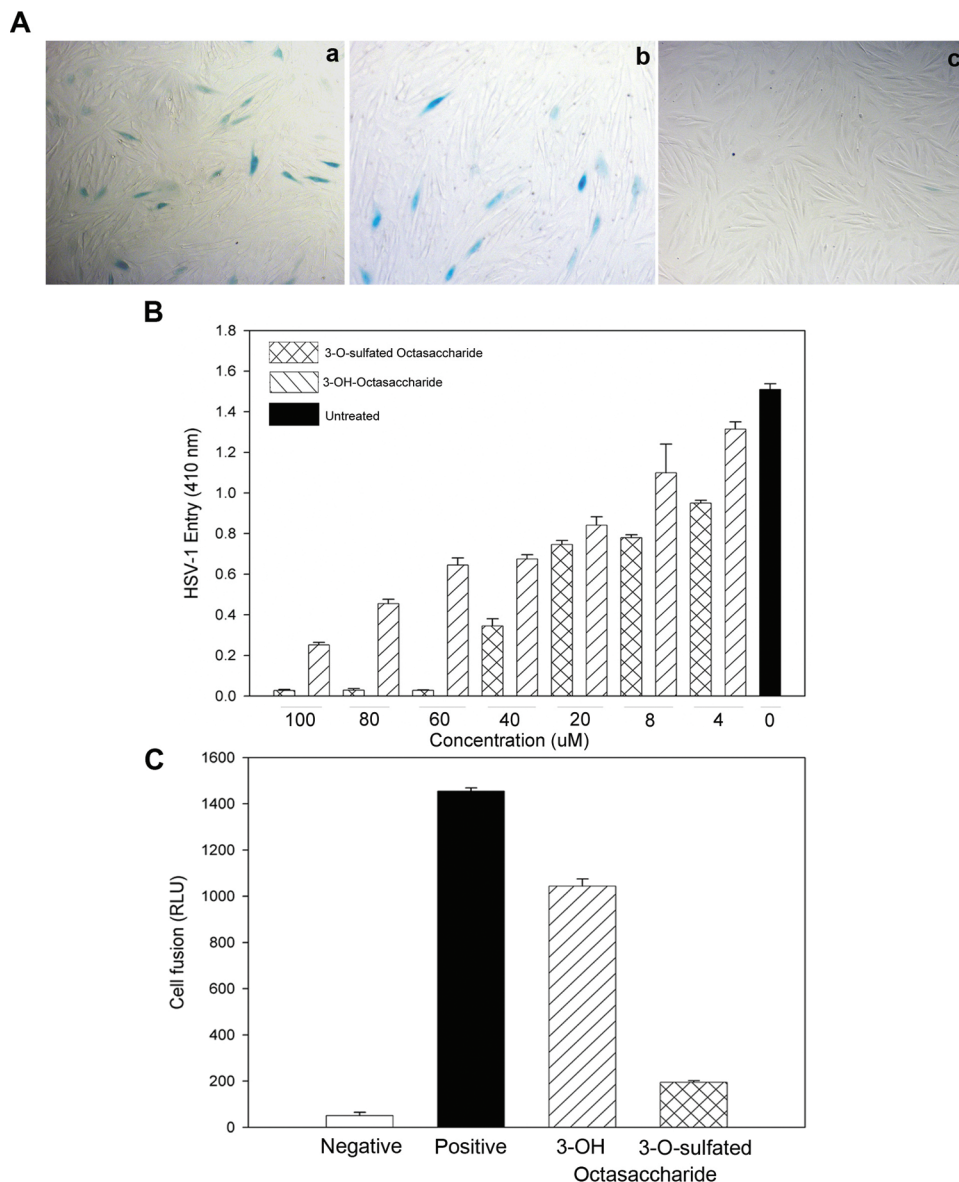 A
a
b
c
B
1.8
1.6
1.4
1.2
1.0
0.8
0.6
0.4
0.2
0.0
HSV-1 Entry (410 nm)
3-O-sulfated Octasaccharide
3-OH-Octasaccharide
Untreated
100 80 60 40 20 8 4 0
Concentration (uM)
C
1600
1400
1200
1000
800
600
400
200
0
Cell fusion (RLU)
Negative Positive 3-OH 3-O-sulfated
Octasaccharide